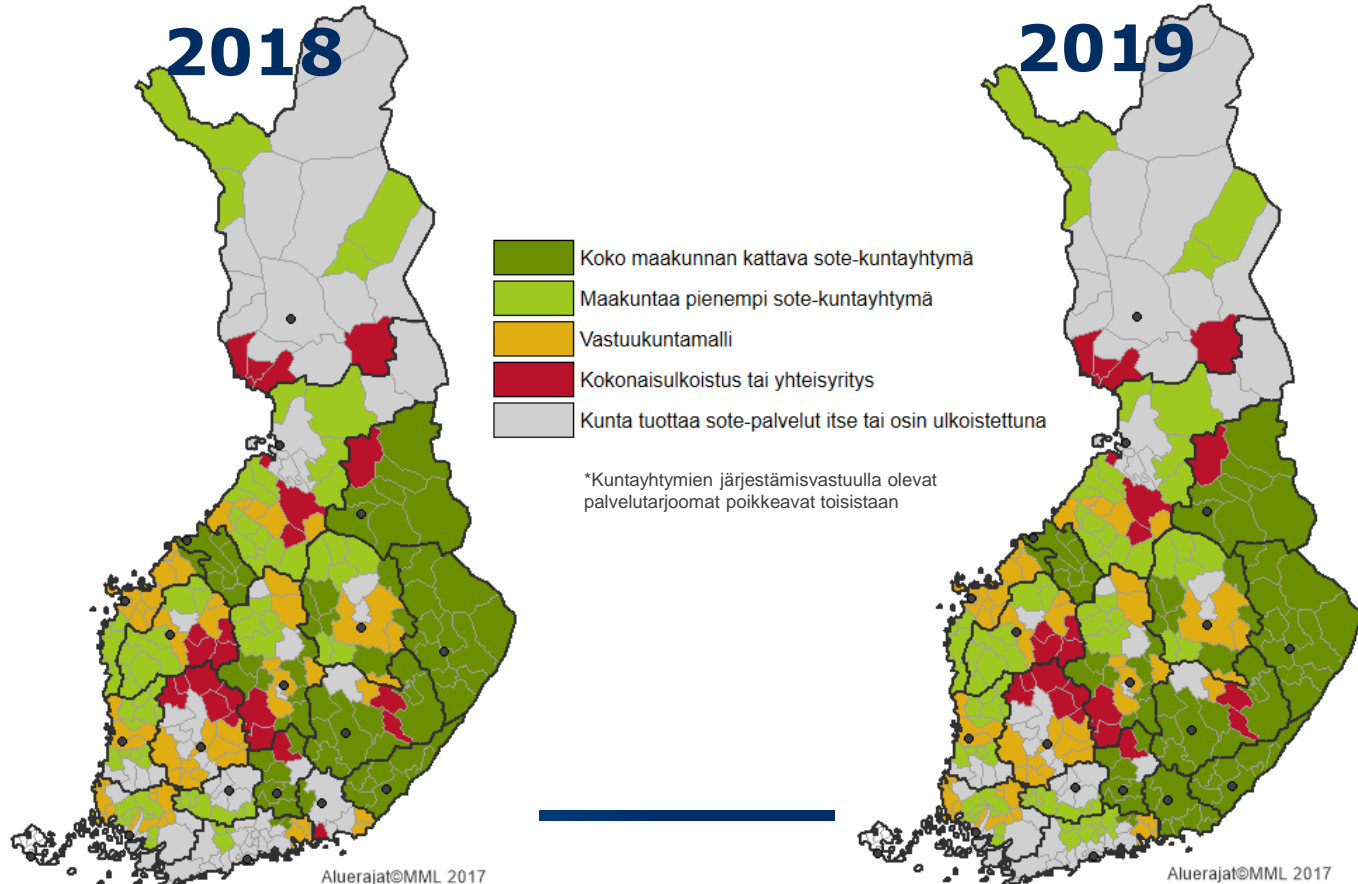 2018
2019
Koko maakunnan kattava sote-kuntayhtymä
Maakuntaa pienempi sote-kuntayhtymä
Vastuukuntamalli
Kokonaisulkoistus tai yhteisyritys
Kunta tuottaa sote-palvelut itse tai osin ulkoistettuna
*Kuntayhtymien järjestämisvastuulla olevat
palvelutarjoomat poikkeavat toisistaan
Aluerajat©MML 2017
Aluerajat©MML 2017